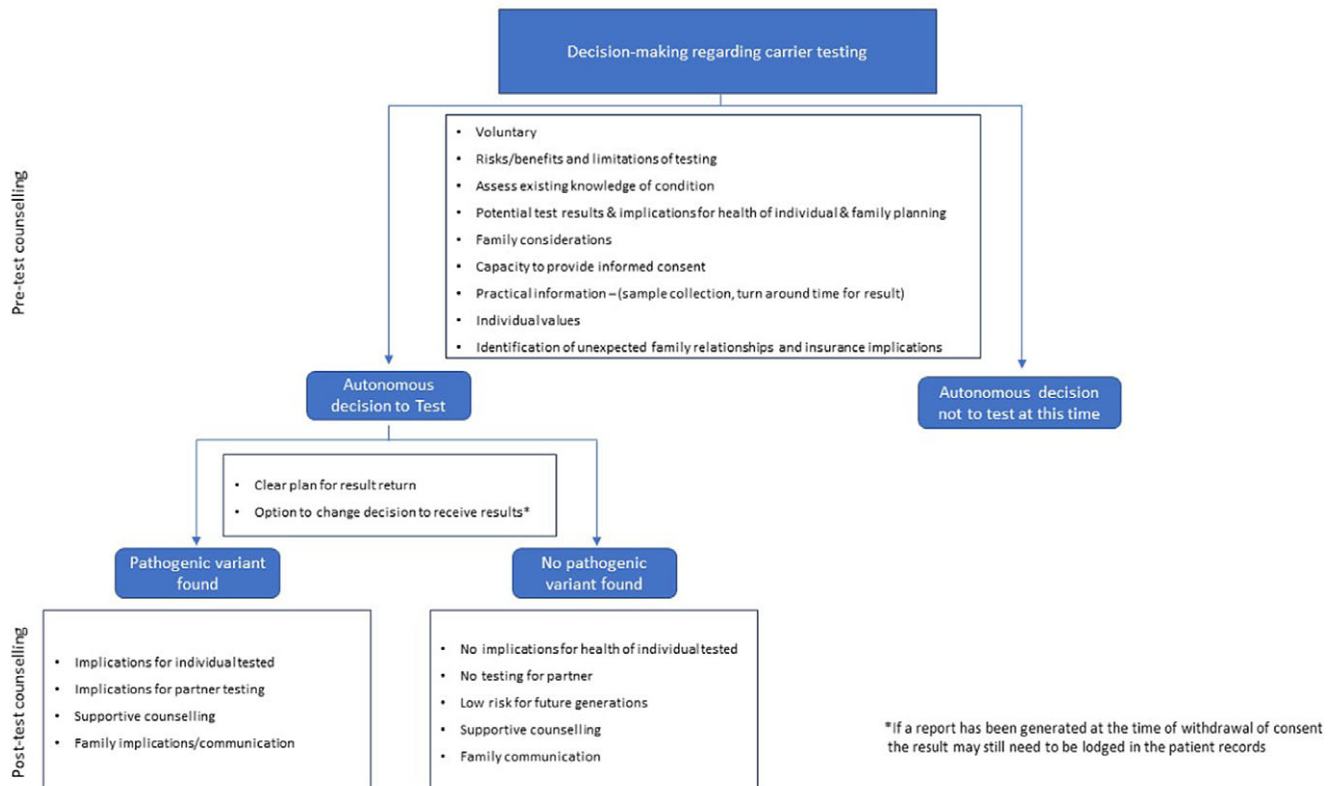 Decision-making regarding carrier testing
Pre-test counselling
• Voluntary
• Risks/benefits and limitations of testing
• Assess existing knowledge of condition
• Potential test results & implications for health of individual & family planning
• Family considerations
• Capacity to provide informed consent
• Practical information – (sample collection, turn around time for result)
• Individual values
• Identification of unexpected family relationships and insurance implications
Autonomous
decision to Test
Autonomous decision
not to test at this time
• Clear plan for result return
• Option to change decision to receive results*
Pathogenic variant
found
No pathogenic
variant found
Post-test counselling
• Implications for individual tested
• Implications for partner testing
• Supportive counselling
• Family implications/communication
• No implications for health of individual tested
• No testing for partner
• Low risk for future generations
• Supportive counselling
• Family communication
*If a report has been generated at the time of withdrawal of consent
the result may still need to be lodged in the patient records